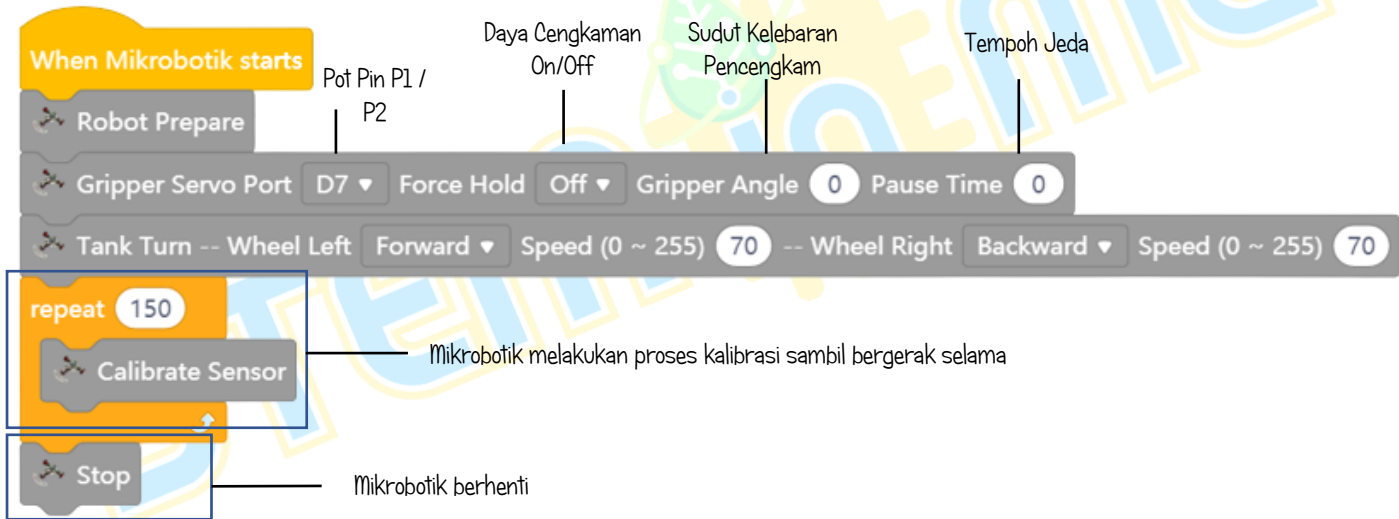 Daya Cengkaman
On/Off
Sudut Kelebaran
Pencengkam
Tempoh Jeda
When Mikrobotik starts
Pot Pin P1 /
P2
Robot Prepare
Gripper Servo Port D7 Force Hold Off Gripper Angle 0 Pause Time 0
Tank Turn -- Wheel Left Forward Speed (0 ~ 255) 70 -- Wheel Right Backward Speed (0 ~ 255) 70
repeat 150
Calibrate Sensor
Mikrobotik melakukan proses kalibrasi sambil bergerak selama
Stop
Mikrobotik berhenti